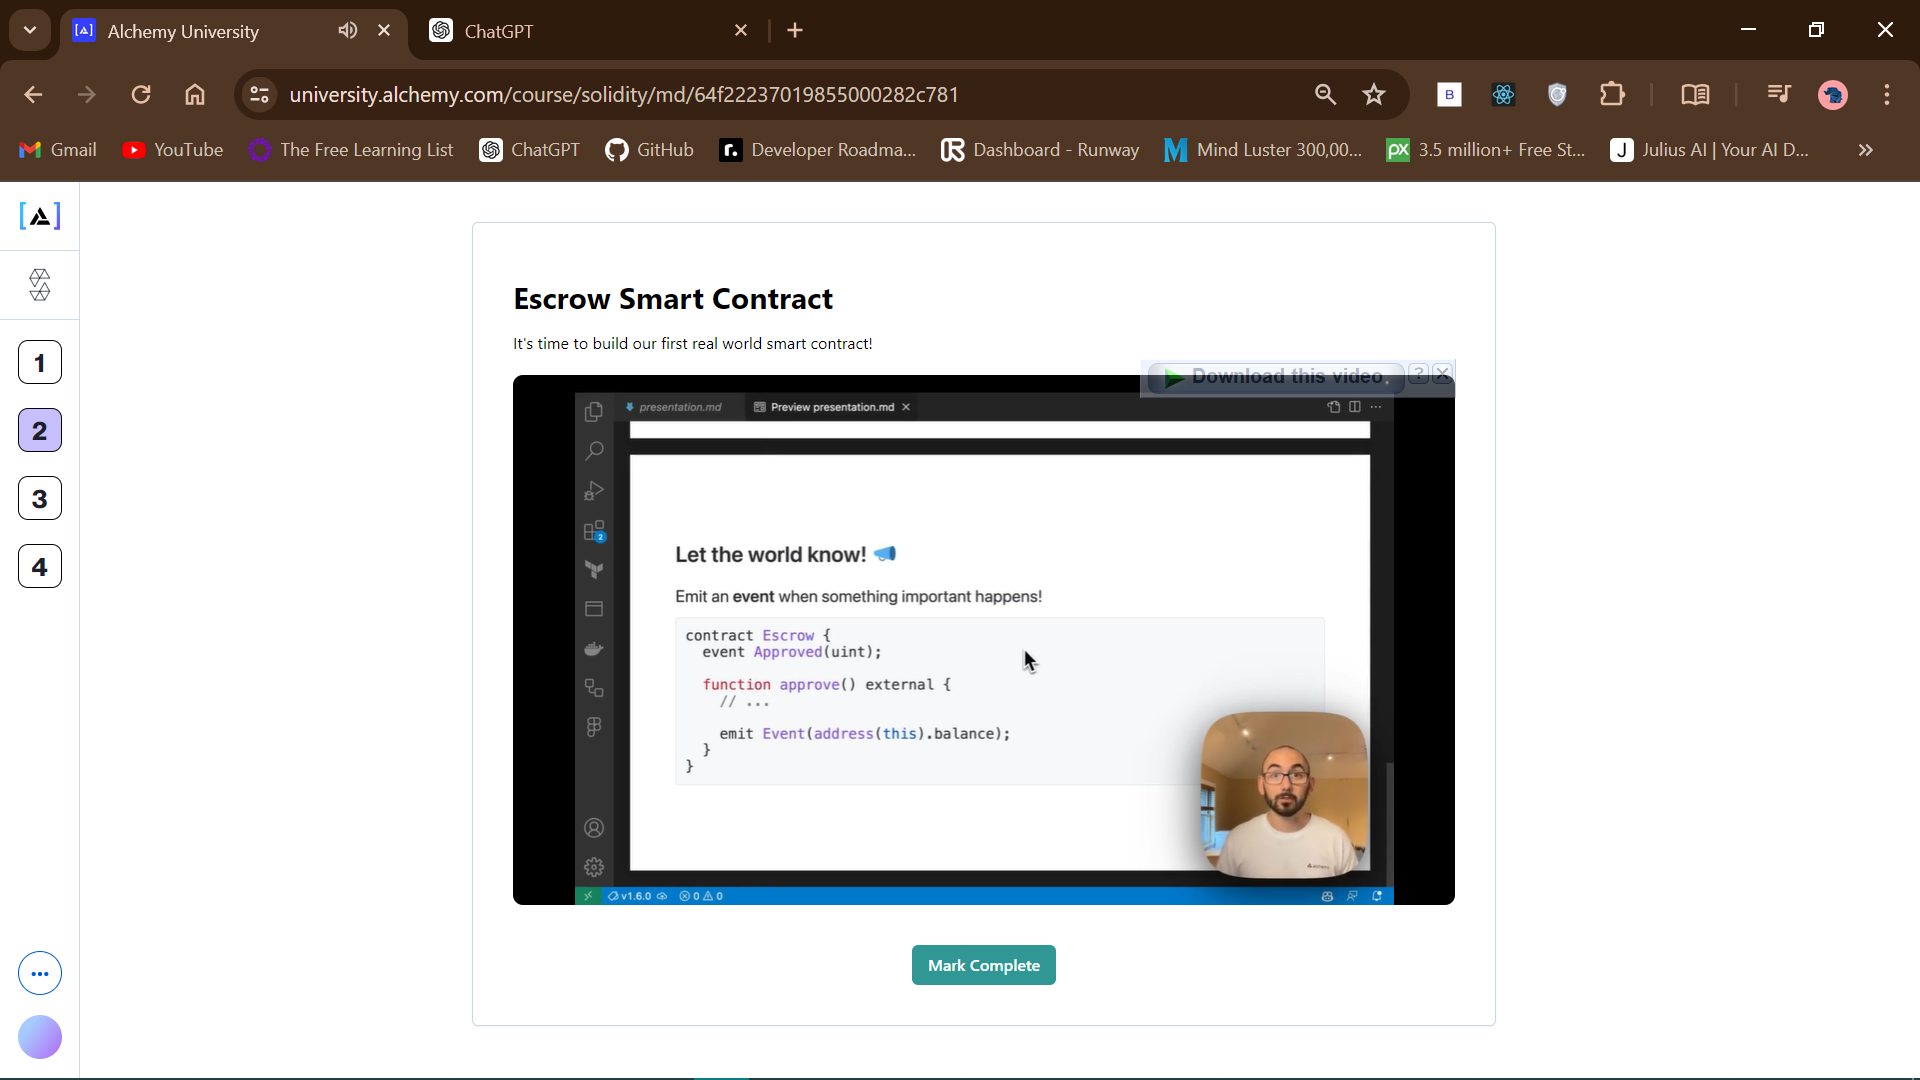 Alchemy University
ChatGPT
university.alchemy.com/course/solidity/md/64f22237019855000282c781
B
Gmail
YouTube
The Free Learning List
ChatGPT
GitHub
Developer Roadma...
Dashboard - Runway
Mind Luster 300,00...
px
3.5 million+ Free St...
J
Julius AI | Your AI D...
1
2
3
4
Escrow Smart Contract
It's time to build our first real world smart contract!
Download this video.
?
presentation.md
Preview presentation.md
2
Let the world know!
Emit an event when something important happens!
contract Escrow {
event Approved(uint);
function approve() external {
// ...
emit Event(address(this).balance);
}
}
v1.6.0
0
0
Mark Complete